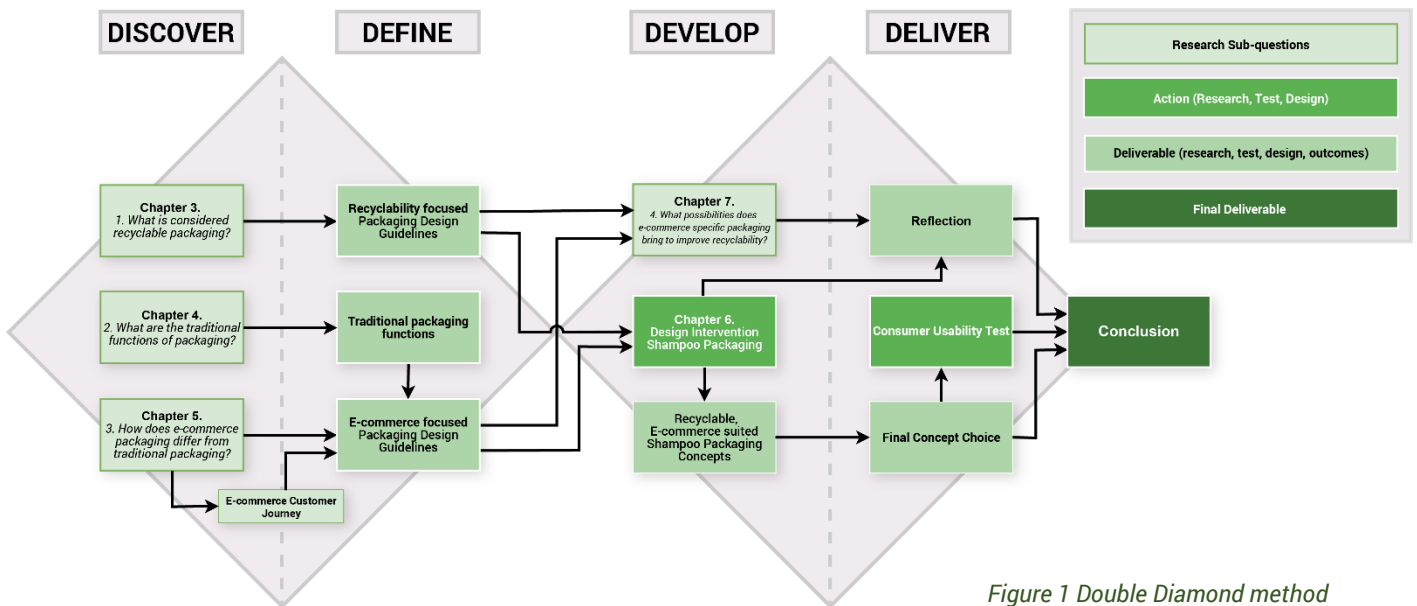 DISCOVER
DEFINE
DEVELOP
DELIVER
Research Sub-questions
Action (Research, Test, Design)
Deliverable (research, test, design, outcomes)
Final Deliverable
Chapter 3.
1. What is considered
recyclable packaging?
Recyclability focused
Packaging Design
Guidelines
Chapter 7.
4. What possibilities does
e-commerce specific packaging
bring to improve recyclability?
Reflection
Chapter 4.
2. What are the traditional
functions of packaging?
Traditional packaging
functions
Chapter 6.
Design Intervention
Shampoo Packaging
Consumer Usability Test
Conclusion
Chapter 5.
3. How does e-commerce
packaging differ from
traditional packaging?
E-commerce focused
Packaging Design
Guidelines
Recyclable,
E-commerce suited
Shampoo Packaging
Concepts
Final Concept Choice
E-commerce Customer
Journey
Figure 1 Double Diamond method